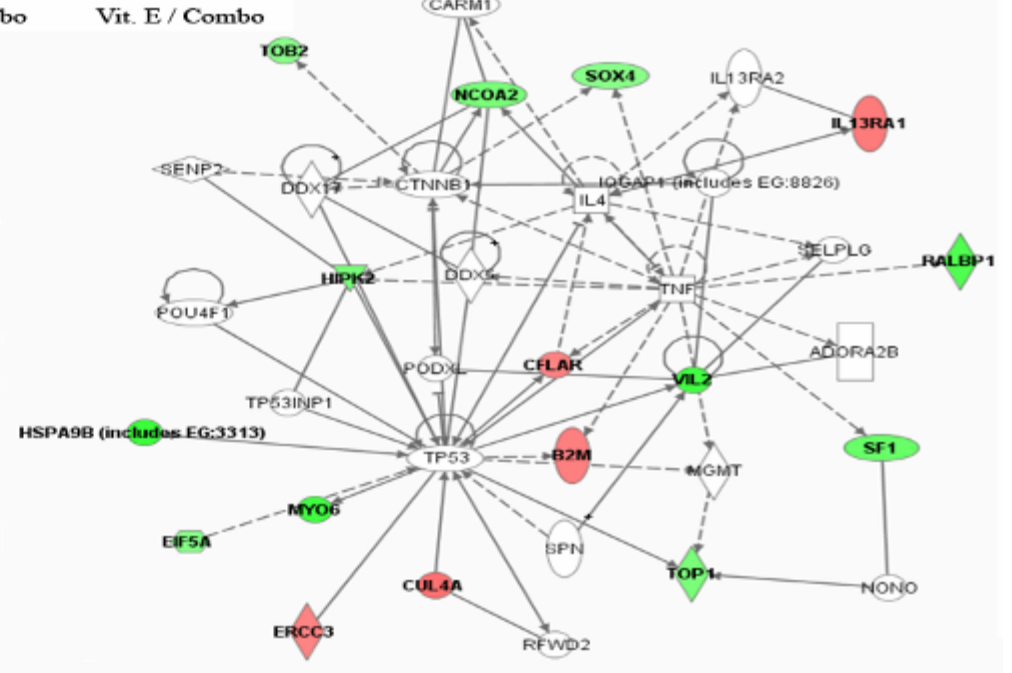 bo
Vit. E / Combo
CARM1
TOB2
SOX4
IL13RA2
NCOA2
IL13RA1
SENP2
DDX17
CTNNB1
IQGAP1 (includes EG:8826)
IL4
SELPLG
RALBP1
HIPK2
TNF
POU4F1
ADORA2B
PODXL
CFLAR
VIL2
TP53INP1
HSPA9B (includes EG:3313)
TP53
B2M
SF1
MGMT
MYO6
EIF5A
SPN
TOP1
CUL4A
NONO
ERCC3
RFWD2